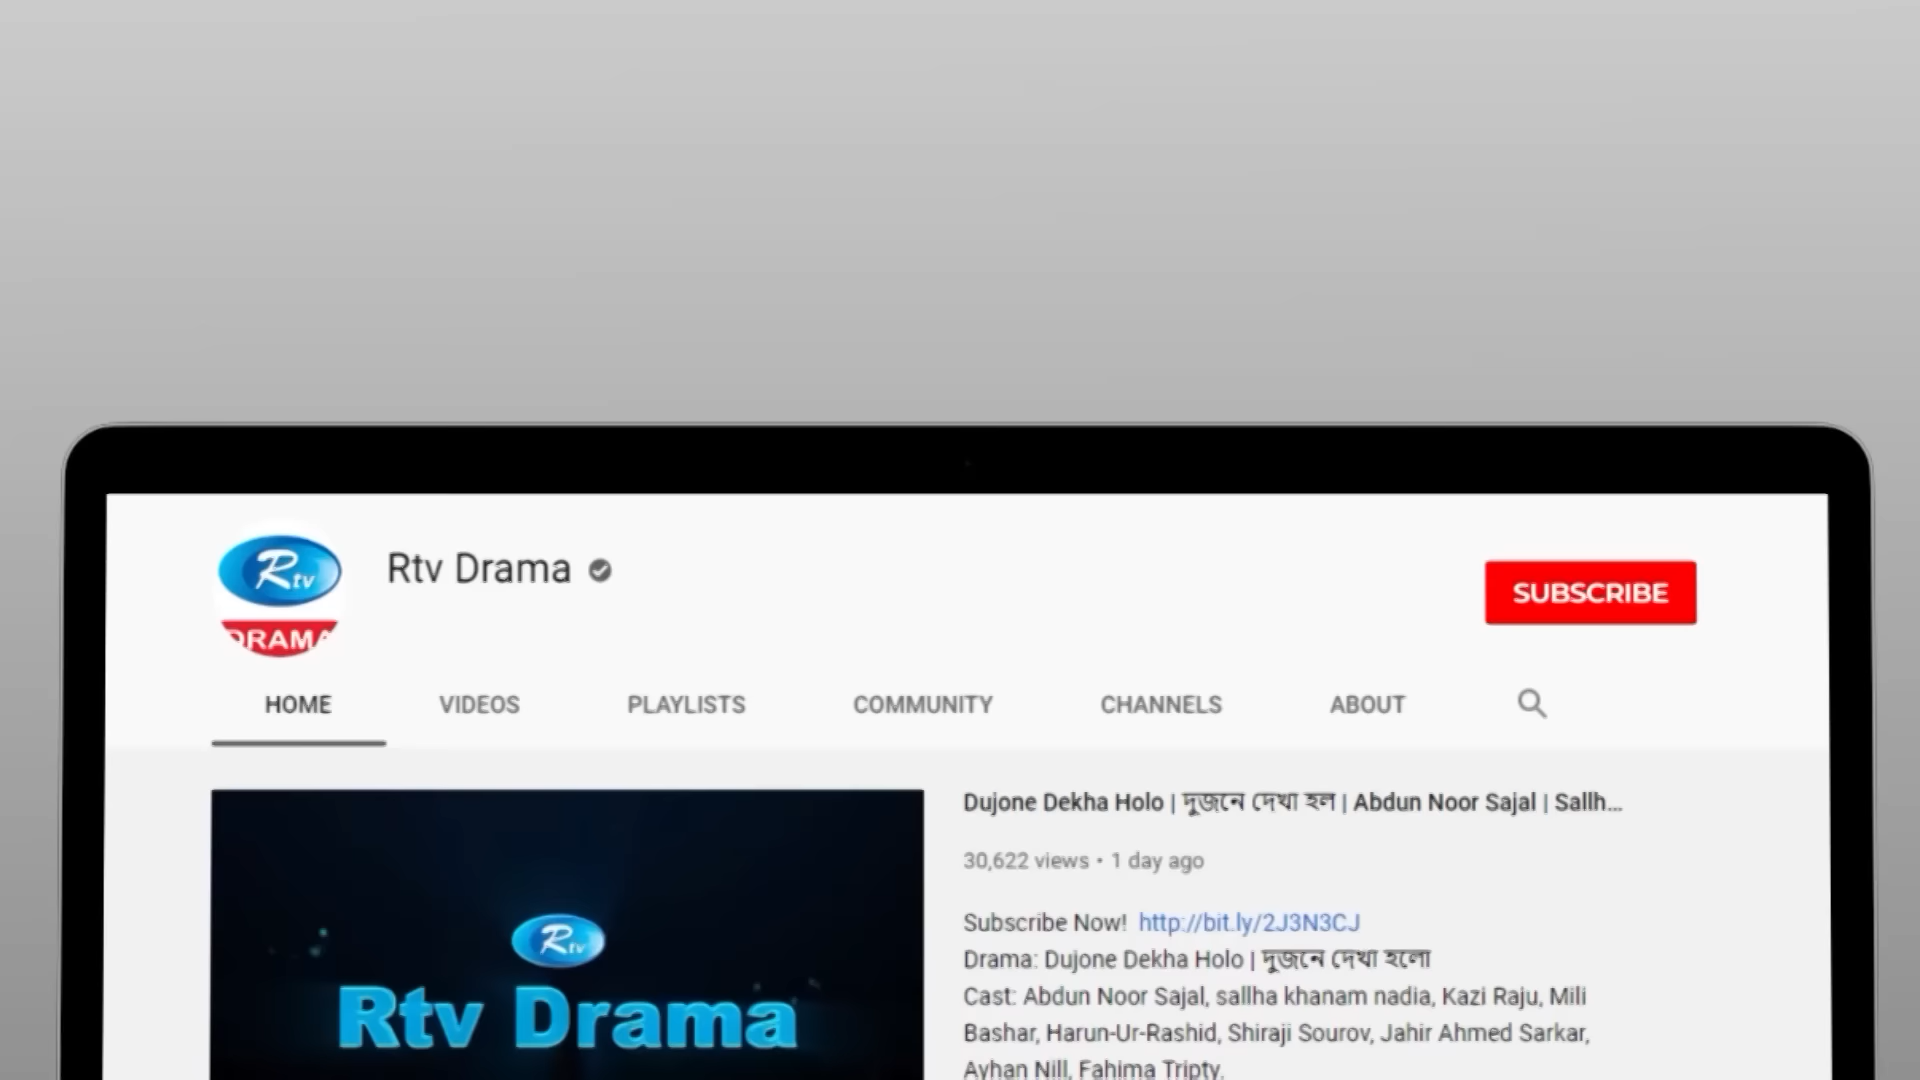 Rtv
DRAMA
Rtv Drama
SUBSCRIBE
HOME VIDEOS PLAYLISTS COMMUNITY CHANNELS ABOUT
Dujone Dekha Holo | দুজনে দেখা হল | Abdun Noor Sajal | Sallh...
30,622 views • 1 day ago
Rtv
Rtv Drama
Subscribe Now! http://bit.ly/2J3N3CJ
Drama: Dujone Dekha Holo | দুজনে দেখা হলো
Cast: Abdun Noor Sajal, sallha khanam nadia, Kazi Raju, Mili
Bashar, Harun-Ur-Rashid, Shiraji Sourov, Jahir Ahmed Sarkar,
Ayhan Nill, Fahima Tripty.